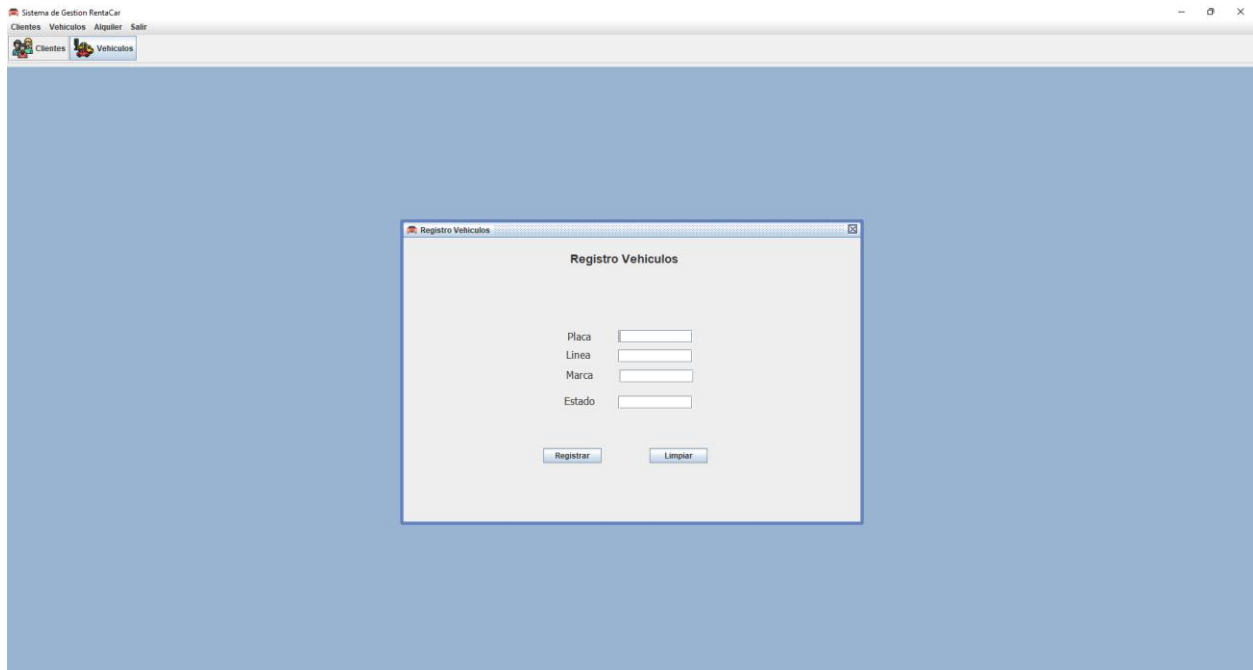 Sistema de Gestion RentaCar
Clientes Vehiculos Alquiler Salir
Clientes Vehiculos
Registro Vehiculos
Registro Vehiculos
Placa
Linea
Marca
Estado
Registrar Limpiar